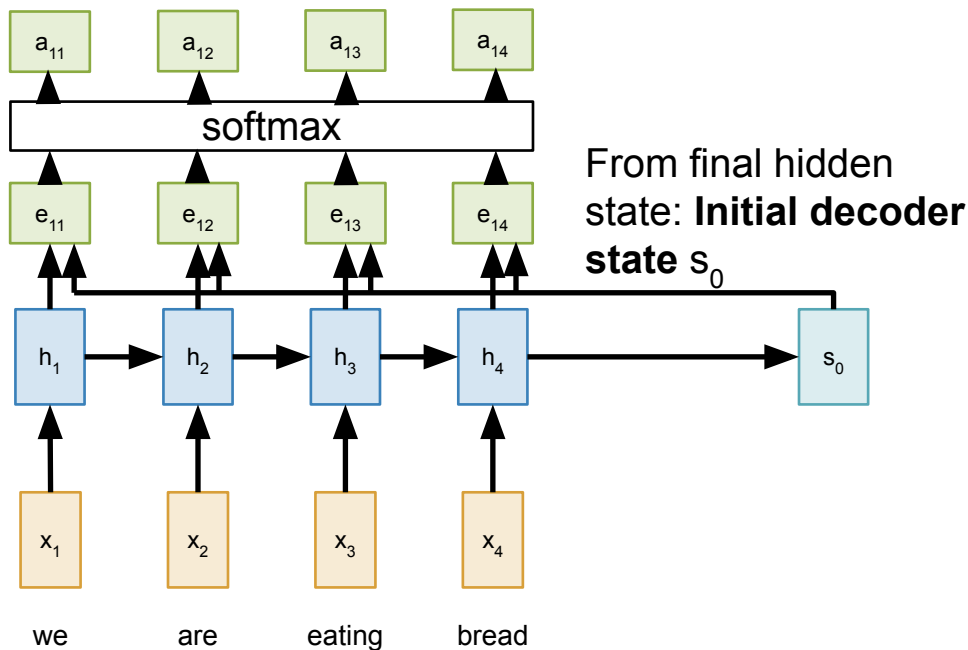 a₁₁ a₁₂ a₁₃ a₁₄
softmax
e₁₁ e₁₂ e₁₃ e₁₄
From final hidden
state: Initial decoder
state s₀
h₁ h₂ h₃ h₄ s₀
x₁ x₂ x₃ x₄
we are eating bread